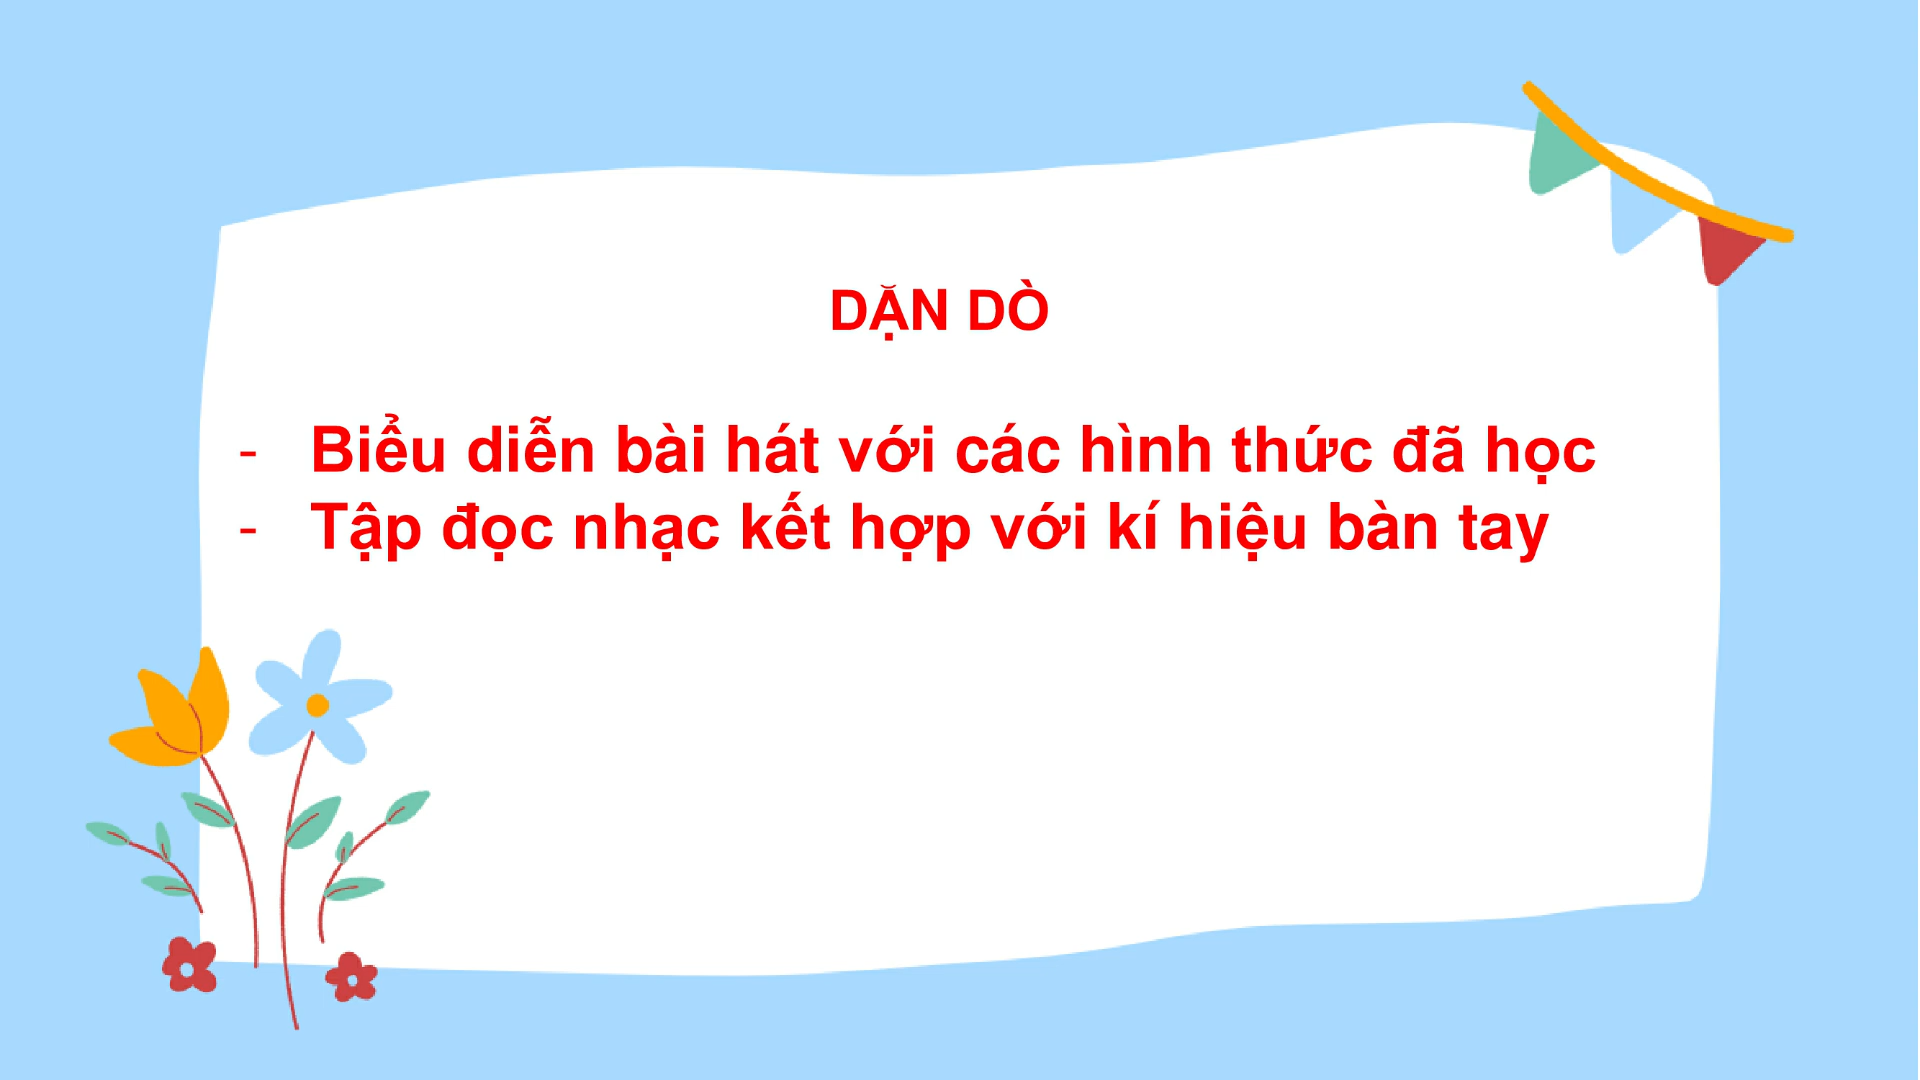 DẶN DÒ
- Biểu diễn bài hát với các hình thức đã học
- Tập đọc nhạc kết hợp với kí hiệu bàn tay